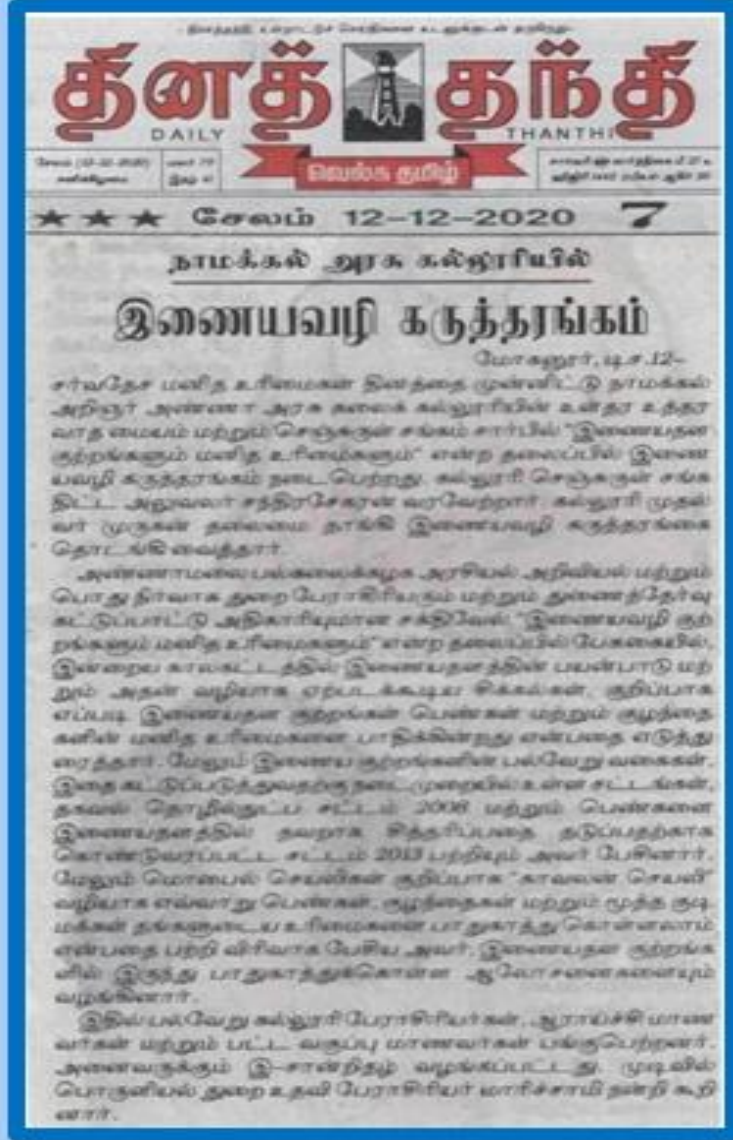 தினத் தந்தி
DAILY THANTHI
வெல்க தமிழ்
★★★ சேலம் 12-12-2020 7
நாமக்கல் அரசு கல்லூரியில்
இணையவழி கருத்தரங்கம்
மோகனூர், டிச.12-
சர்வதேச மனித உரிமைகள் தினத்தை முன்னிட்டு நாமக்கல்
அறிஞர் அண்ணா அரசு கலைக் கல்லூரியின் உள்தர உத்தர
வாத மையம் மற்றும் செஞ்சுருள் சங்கம் சார்பில் "இணையதள
குற்றங்களும் மனித உரிமைகளும்" என்ற தலைப்பில் இணை
யவழி கருத்தரங்கம் நடைபெற்றது. கல்லூரி செஞ்சுருள் சங்க
திட்ட அலுவலர் சந்திரசேகரன் வரவேற்றார். கல்லூரி முதல்
வர் முருகன் தலைமை தாங்கி இணையவழி கருத்தரங்கை
தொடங்கிவைத்தார்.
அண்ணாமலை பல்கலைக்கழக அரசியல் அறிவியல் மற்றும்
பொது நிர்வாக துறை பேராசிரியரும் மற்றும் துணைத்தேர்வு
கட்டுப்பாட்டு அதிகாரியுமான சக்திவேல் "இணையவழி குற்
றங்களும் மனித உரிமைகளும்" என்ற தலைப்பில் பேசுகையில்,
இன்றைய காலகட்டத்தில் இணையதளத்தின் பயன்பாடு மற்
றும் அதன் வழியாக ஏற்படக்கூடிய சிக்கல்கள், குறிப்பாக
எப்படி இணையதள குற்றங்கள் பெண்கள் மற்றும் குழந்தை
களின் மனித உரிமைகளை பாதிக்கின்றது என்பதை எடுத்து
ரைத்தார். மேலும் இணைய குற்றங்களின் பல்வேறு வகைகள்,
இதை கட்டுப்படுத்துவதற்கு நடைமுறையில் உள்ள சட்டங்கள்,
தகவல் தொழில்நுட்ப சட்டம் 2008 மற்றும் பெண்களை
இணையதளத்தில் தவறாக சித்தரிப்பதை தடுப்பதற்காக
கொண்டுவரப்பட்ட சட்டம் 2013 பற்றியும் அவர் பேசினார்.
மேலும் மொபைல் செயலிகள் குறிப்பாக "காவலன் செயலி"
வழியாக எவ்வாறு பெண்கள், குழந்தைகள் மற்றும் மூத்த குடி
மக்கள் தங்களுடைய உரிமைகளை பாதுகாத்து கொள்ளலாம்
என்பதை பற்றி விரிவாக பேசிய அவர், இணையதள குற்றங்க
ளில் இருந்து பாதுகாத்துக்கொள்ள ஆலோசனைகளையும்
வழங்கினார்.
இதில் பல்வேறு கல்லூரி பேராசிரியர்கள், ஆராய்ச்சி மாண
வர்கள் மற்றும் பட்ட வகுப்பு மாணவர்கள் பங்குபெற்றனர்.
அனைவருக்கும் இ-சான்றிதழ் வழங்கப்பட்டது. முடிவில்
பொருளியல் துறை உதவி பேராசிரியர் மாரிச்சாமி நன்றி கூறி
னார்.